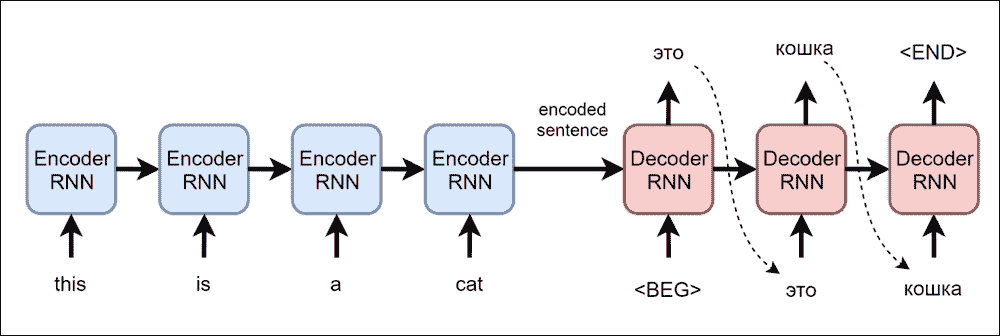 это
кошка
<END>
encoded
sentence
Encoder
RNN
Encoder
RNN
Encoder
RNN
Encoder
RNN
Decoder
RNN
Decoder
RNN
Decoder
RNN
this
is
a
cat
<BEG>
это
кошка